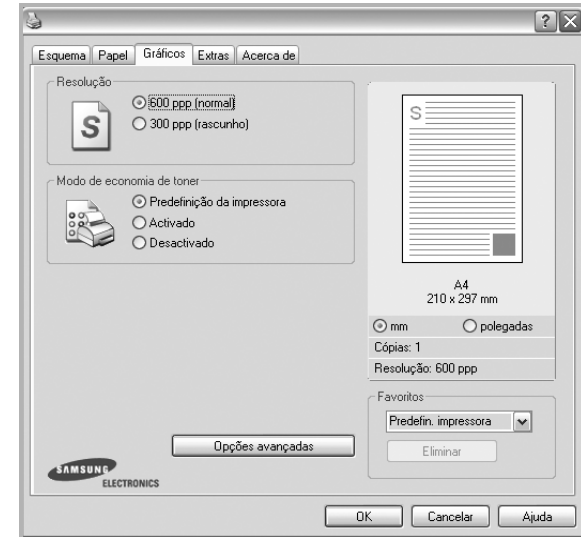 Esquema Papel Gráficos Extras Acerca de
Resolução
600 ppp (normal)
300 ppp (rascunho)
S
Modo de economia de toner
Predefinição da impressora
Activado
Desactivado
Opções avançadas
SAMSUNG
ELECTRONICS
S
A4
210 x 297 mm
mm polegadas
Cópias: 1
Resolução: 600 ppp
Favoritos
Predefin. impressora
Eliminar
OK Cancelar Ajuda